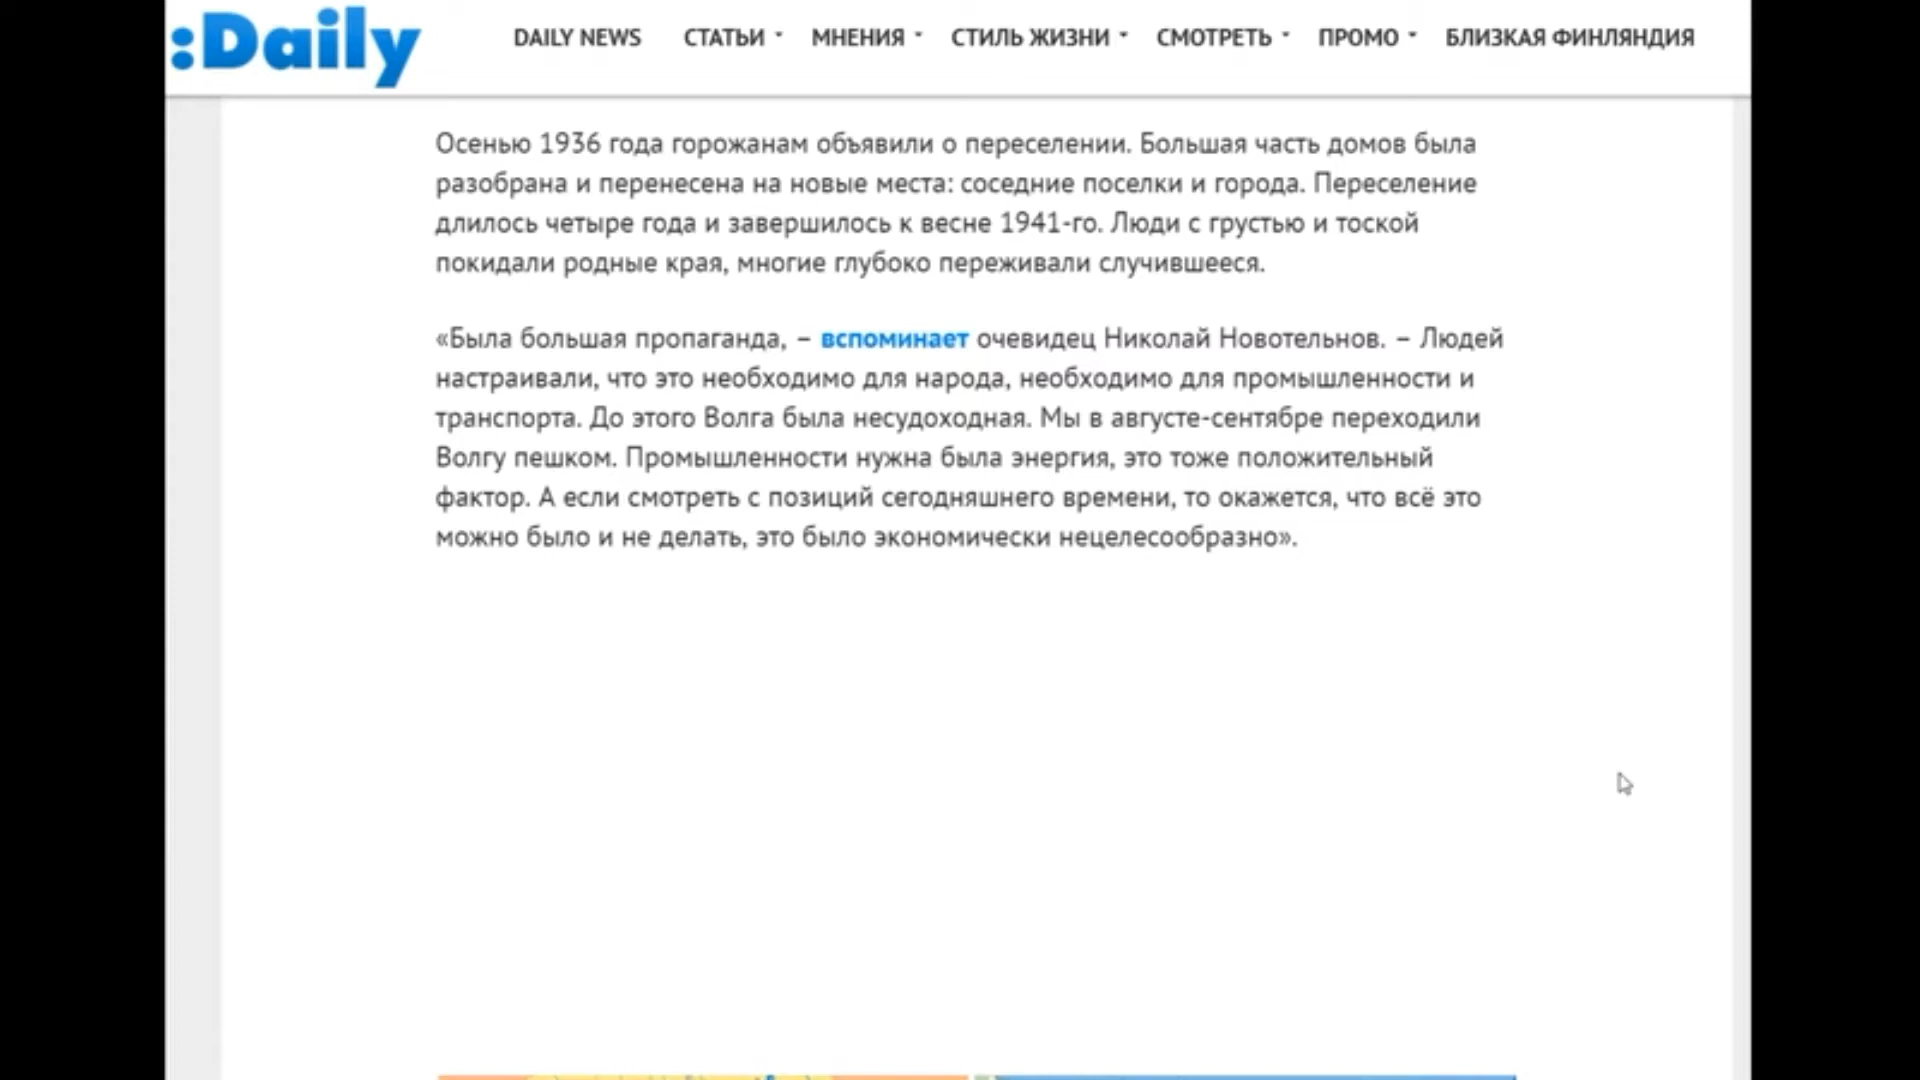 :Daily
DAILY NEWS СТАТЬИ МНЕНИЯ СТИЛЬ ЖИЗНИ СМОТРЕТЬ ПРОМО БЛИЗКАЯ ФИНЛЯНДИЯ
Осенью 1936 года горожанам объявили о переселении. Большая часть домов была
разобрана и перенесена на новые места: соседние поселки и города. Переселение
длилось четыре года и завершилось к весне 1941-го. Люди с грустью и тоской
покидали родные края, многие глубоко переживали случившееся.
«Была большая пропаганда, – вспоминает очевидец Николай Новотельнов. – Людей
настраивали, что это необходимо для народа, необходимо для промышленности и
транспорта. До этого Волга была несудоходная. Мы в августе-сентябре переходили
Волгу пешком. Промышленности нужна была энергия, это тоже положительный
фактор. А если смотреть с позиций сегодняшнего времени, то окажется, что всё это
можно было и не делать, это было экономически нецелесообразно».